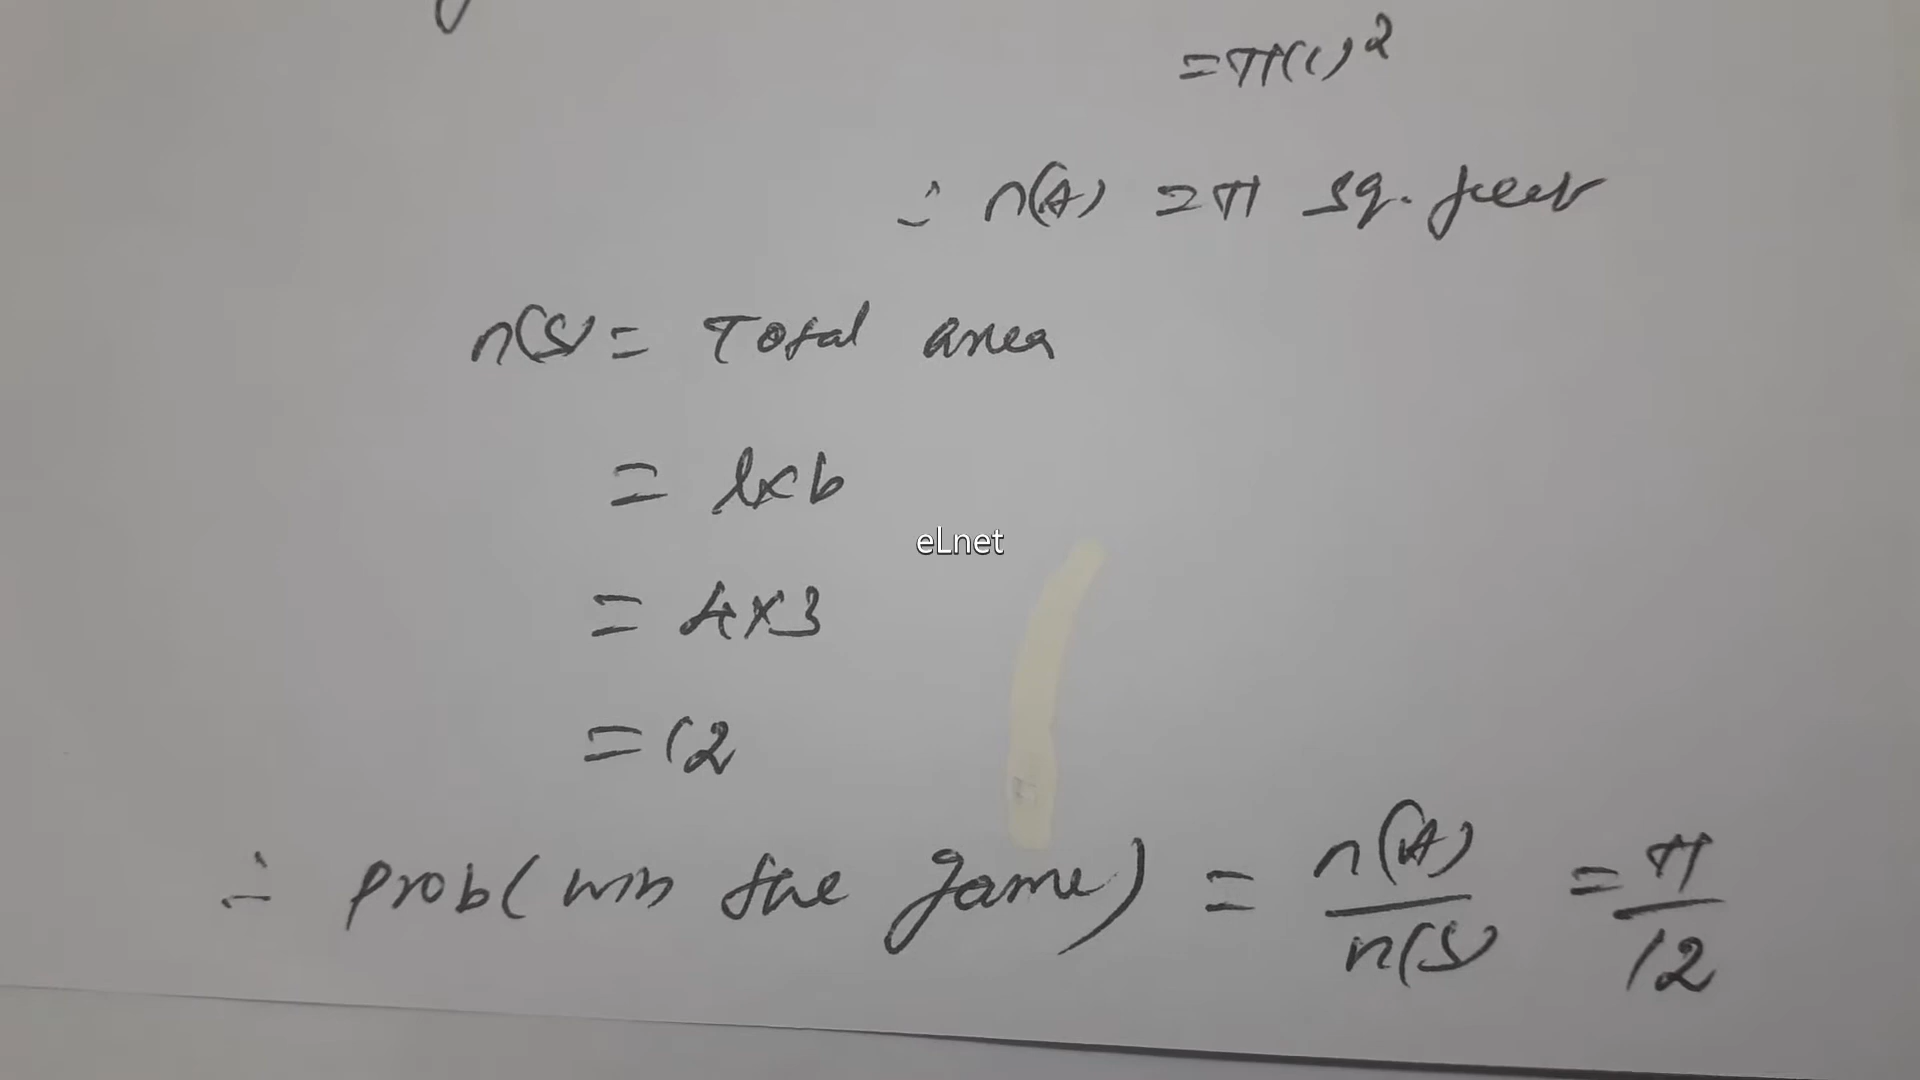 = π(1)²
∴ n(A) = π sq. feet
n(S) = Total area
= l×b
eLnet
= 4×3
= 12
∴ prob(win the game) = n(A)/n(S) = π/12